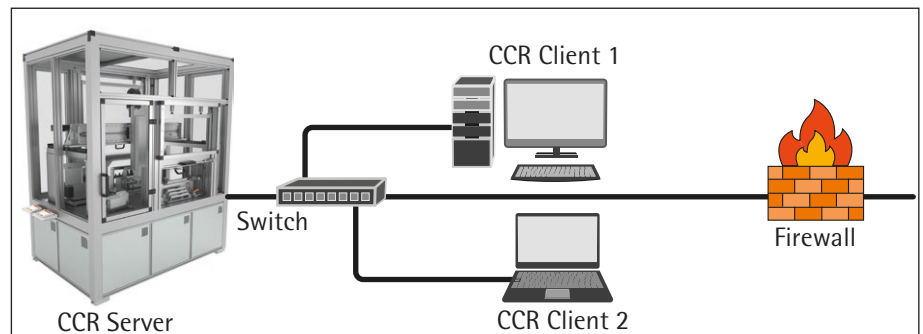 CCR Client 1
Switch
Firewall
CCR Server
CCR Client 2